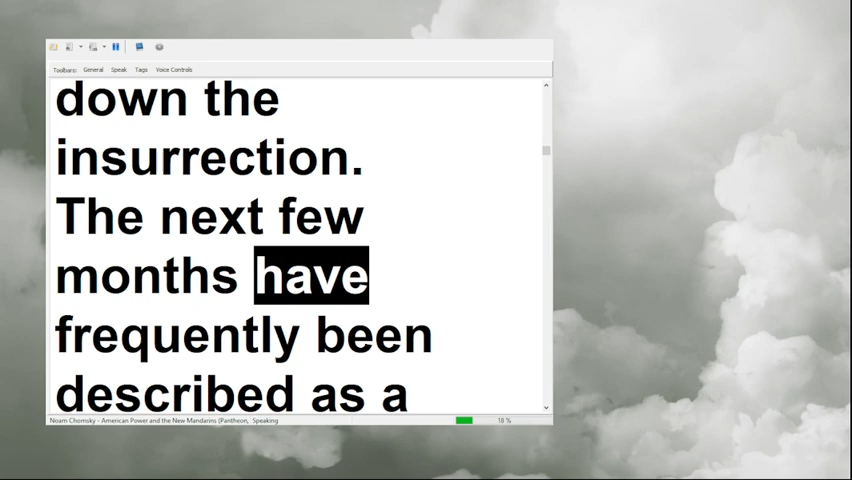 Toolbars: General Speak Tags Voice Controls
down the
insurrection.
The next few
months have
frequently been
described as a
Noam Chomsky - American Power and the New Mandarins (Pantheon, Speaking 18 %